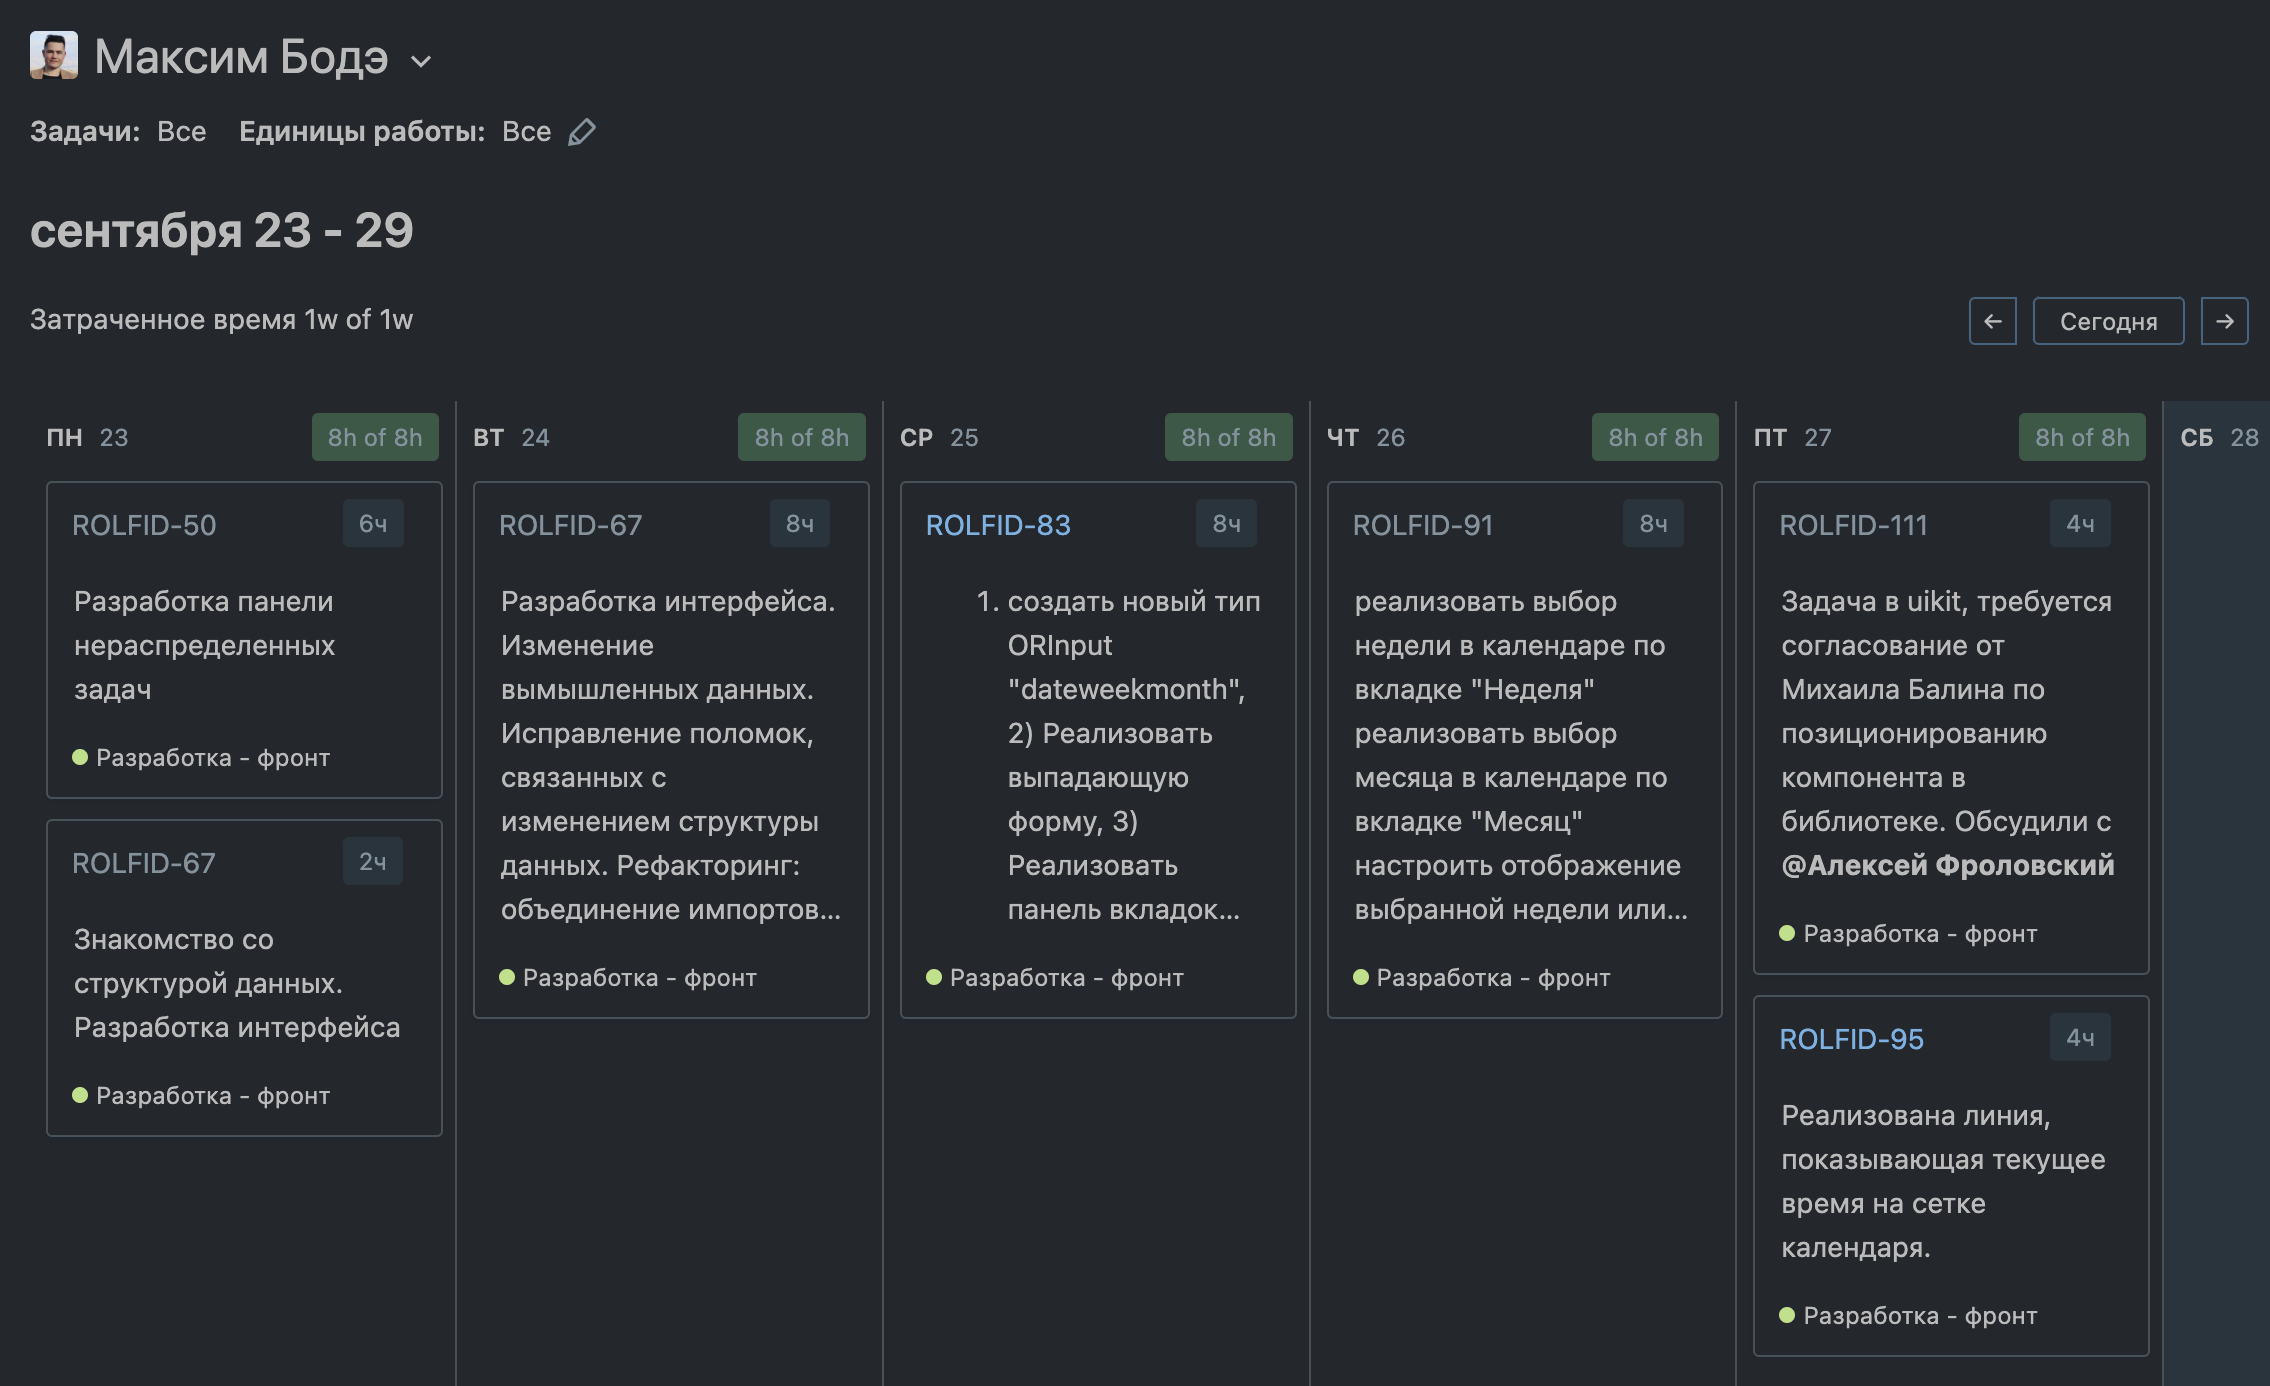 Максим Бодэ
Задачи: Все Единицы работы: Все
сентября 23 - 29
Затраченное время 1w of 1w
Сегодня
ПН 23 8h of 8h
ROLFID-50 6ч
Разработка панели
нераспределенных
задач
Разработка - фронт
ROLFID-67 2ч
Знакомство со
структурой данных.
Разработка интерфейса
Разработка - фронт
ВТ 24 8h of 8h
ROLFID-67 8ч
Разработка интерфейса.
Изменение
вымышленных данных.
Исправление поломок,
связанных с
изменением структуры
данных. Рефакторинг:
объединение импортов...
Разработка - фронт
СР 25 8h of 8h
ROLFID-83 8ч
1. создать новый тип
ORInput
"dateweekmonth",
2) Реализовать
выпадающую
форму, 3)
Реализовать
панель вкладок...
Разработка - фронт
ЧТ 26 8h of 8h
ROLFID-91 8ч
реализовать выбор
недели в календаре по
вкладке "Неделя"
реализовать выбор
месяца в календаре по
вкладке "Месяц"
настроить отображение
выбранной недели или...
Разработка - фронт
ПТ 27 8h of 8h
ROLFID-111 4ч
Задача в uikit, требуется
согласование от
Михаила Балина по
позиционированию
компонента в
библиотеке. Обсудили с
@Алексей Фроловский
Разработка - фронт
ROLFID-95 4ч
Реализована линия,
показывающая текущее
время на сетке
календаря.
Разработка - фронт
СБ 28